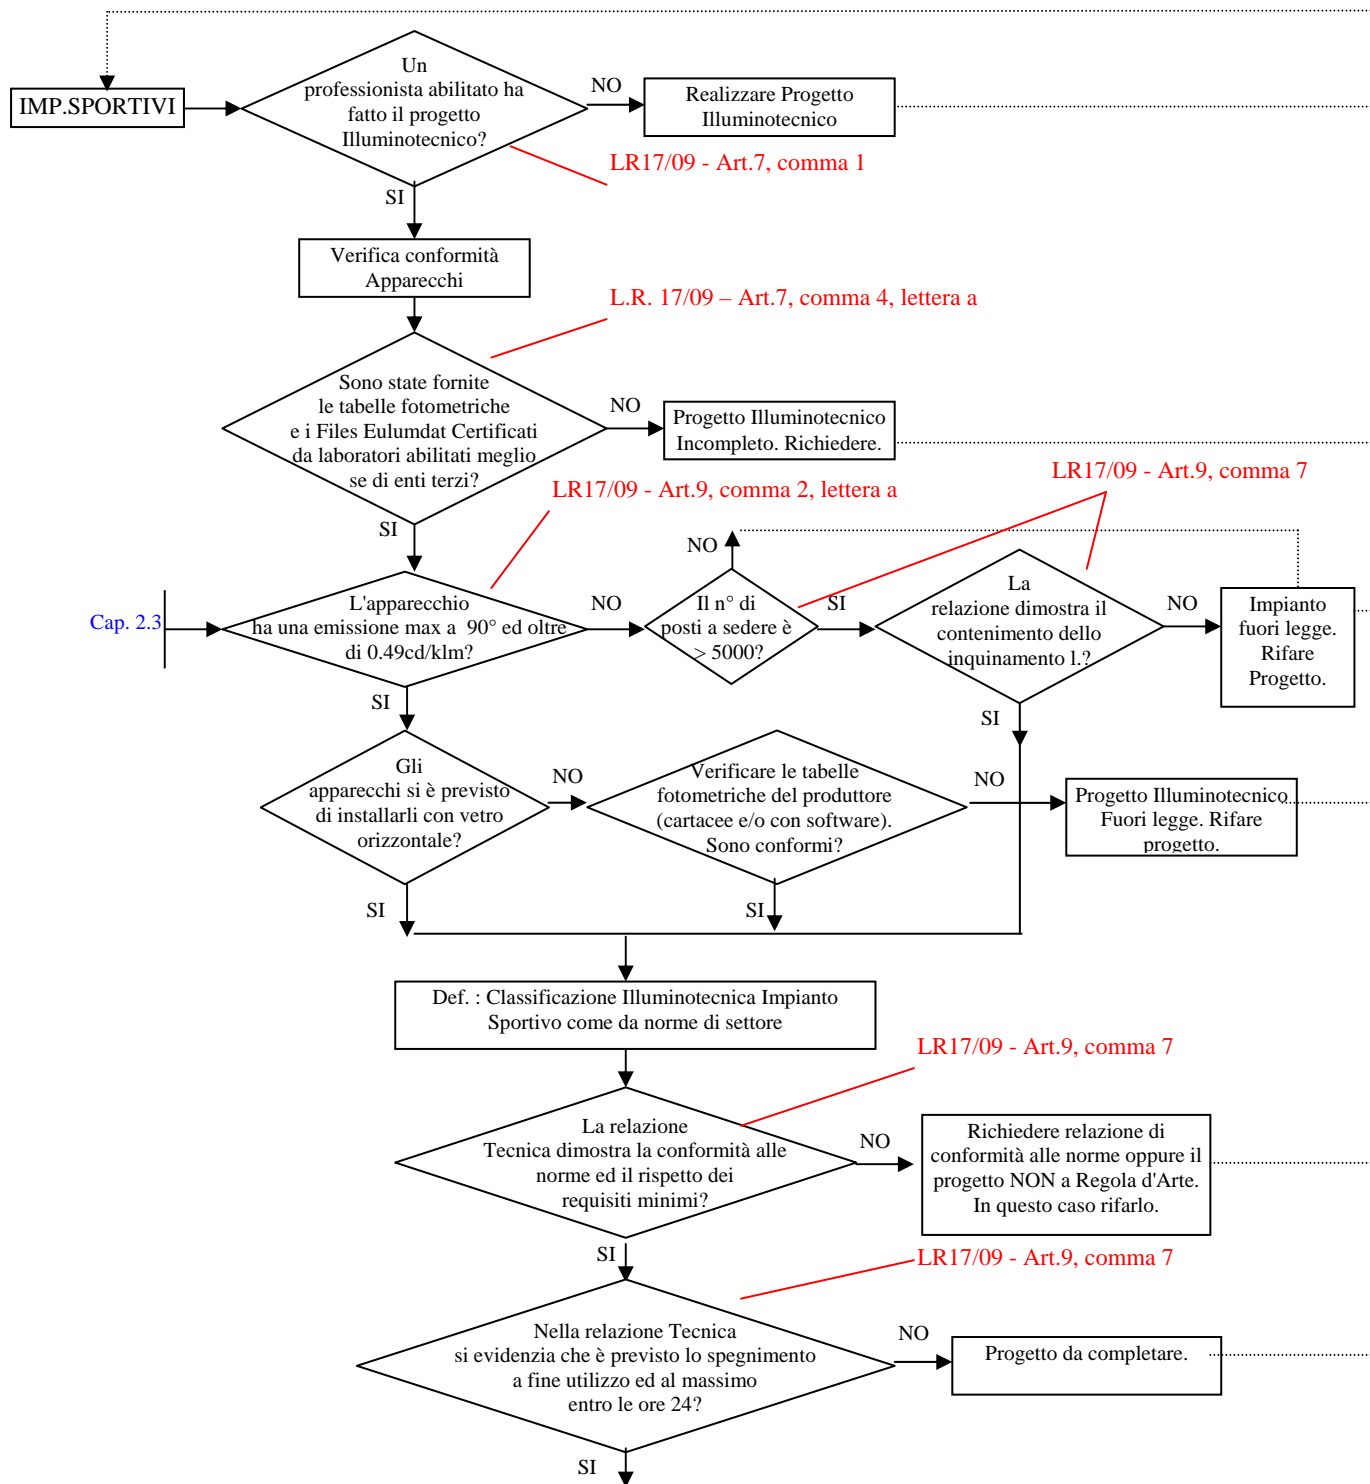 Un
professionista abilitato ha
fatto il progetto
Illuminotecnico?
IMP.SPORTIVI
NO
Realizzare Progetto
Illuminotecnico
LR17/09 - Art.7, comma 1
SI
Verifica conformità
Apparecchi
L.R. 17/09 – Art.7, comma 4, lettera a
Sono state fornite
le tabelle fotometriche
e i Files Eulumdat Certificati
da laboratori abilitati meglio
se di enti terzi?
NO
Progetto Illuminotecnico
Incompleto. Richiedere.
LR17/09 - Art.9, comma 2, lettera a
LR17/09 - Art.9, comma 7
SI
Cap. 2.3
L'apparecchio
ha una emissione max a 90° ed oltre
di 0.49cd/klm?
NO
NO
Il n° di
posti a sedere è
> 5000?
SI
La
relazione dimostra il
contenimento dello
inquinamento l.?
NO
Impianto
fuori legge.
Rifare
Progetto.
SI
SI
Gli
apparecchi si è previsto
di installarli con vetro
orizzontale?
NO
Verificare le tabelle
fotometriche del produttore
(cartacee e/o con software).
Sono conformi?
NO
Progetto Illuminotecnico
Fuori legge. Rifare
progetto.
SI
SI
Def. : Classificazione Illuminotecnica Impianto
Sportivo come da norme di settore
LR17/09 - Art.9, comma 7
La relazione
Tecnica dimostra la conformità alle
norme ed il rispetto dei
requisiti minimi?
NO
Richiedere relazione di
conformità alle norme oppure il
progetto NON a Regola d'Arte.
In questo caso rifarlo.
SI
LR17/09 - Art.9, comma 7
Nella relazione Tecnica
si evidenzia che è previsto lo spegnimento
a fine utilizzo ed al massimo
entro le ore 24?
NO
Progetto da completare.
SI